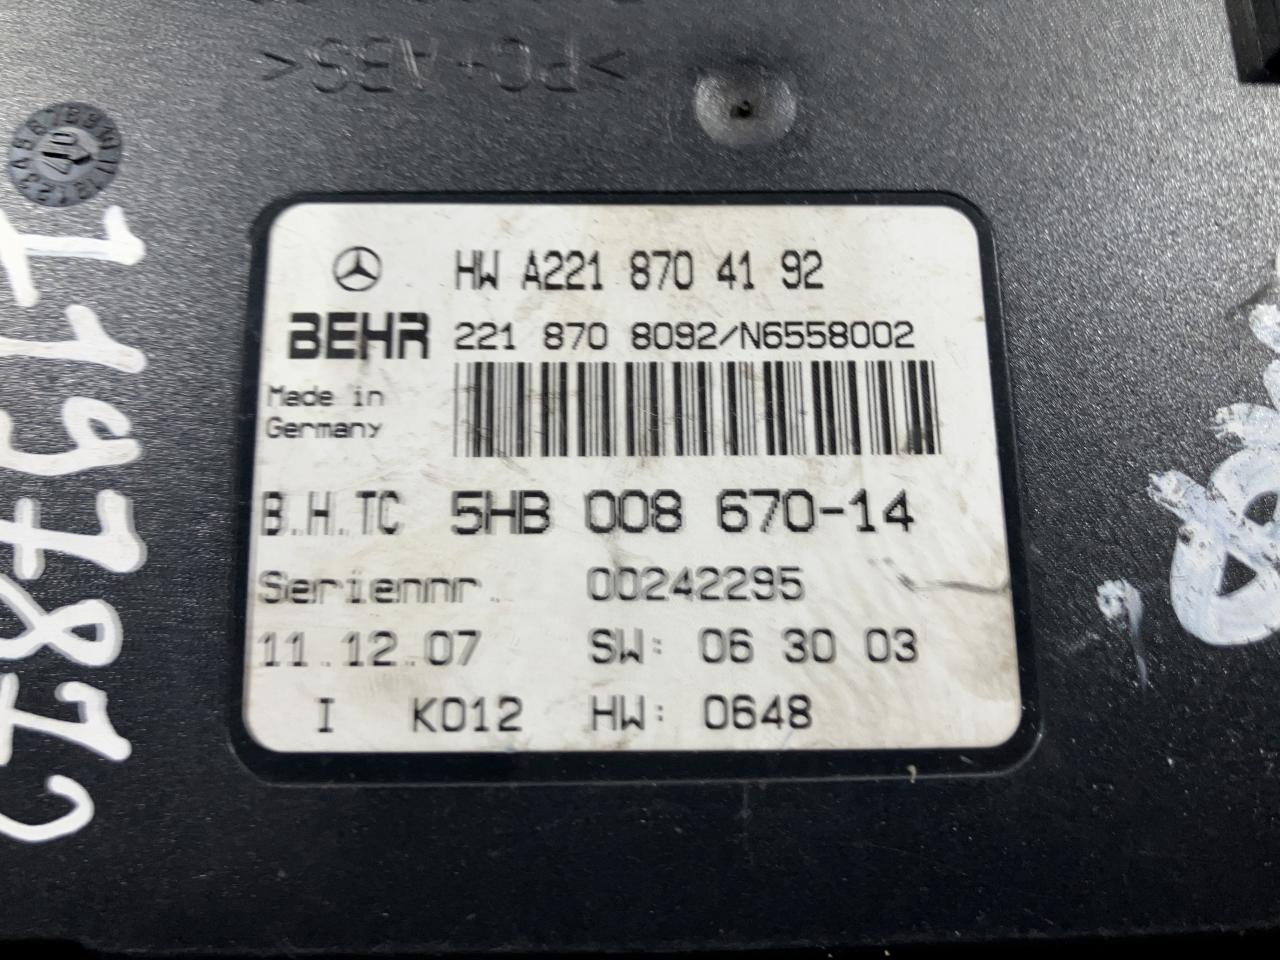 >PC+ABS<
HW A221 870 41 92
BEHR 221 870 8092/N6558002
Made in
Germany
B.H.TC 5HB 008 670-14
Seriennr. 00242295
11.12.07 SW: 06 30 03
I K012 HW: 0648